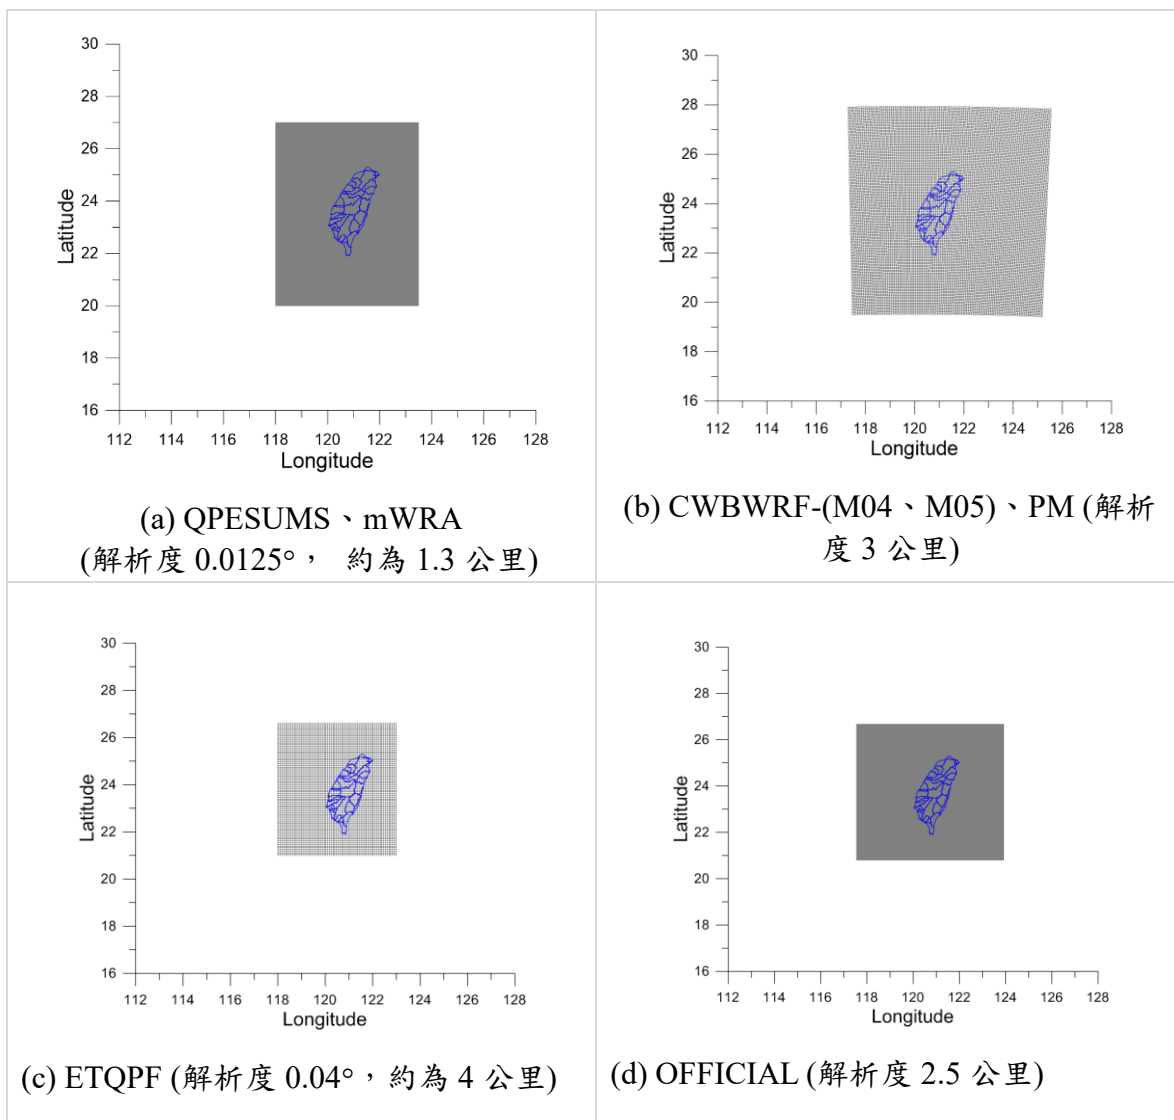 30
28
26
24
22
20
18
16
Latitude
112 114 116 118 120 122 124 126 128
Longitude
(a) QPESUMS、mWRA
(解析度 0.0125°， 約為 1.3 公里)
30
28
26
24
22
20
18
16
Latitude
112 114 116 118 120 122 124 126 128
Longitude
(b) CWBWRF-(M04、M05)、PM (解析
度 3 公里)
30
28
26
24
22
20
18
16
Latitude
112 114 116 118 120 122 124 126 128
Longitude
(c) ETQPF (解析度 0.04°，約為 4 公里)
30
28
26
24
22
20
18
16
Latitude
112 114 116 118 120 122 124 126 128
Longitude
(d) OFFICIAL (解析度 2.5 公里)